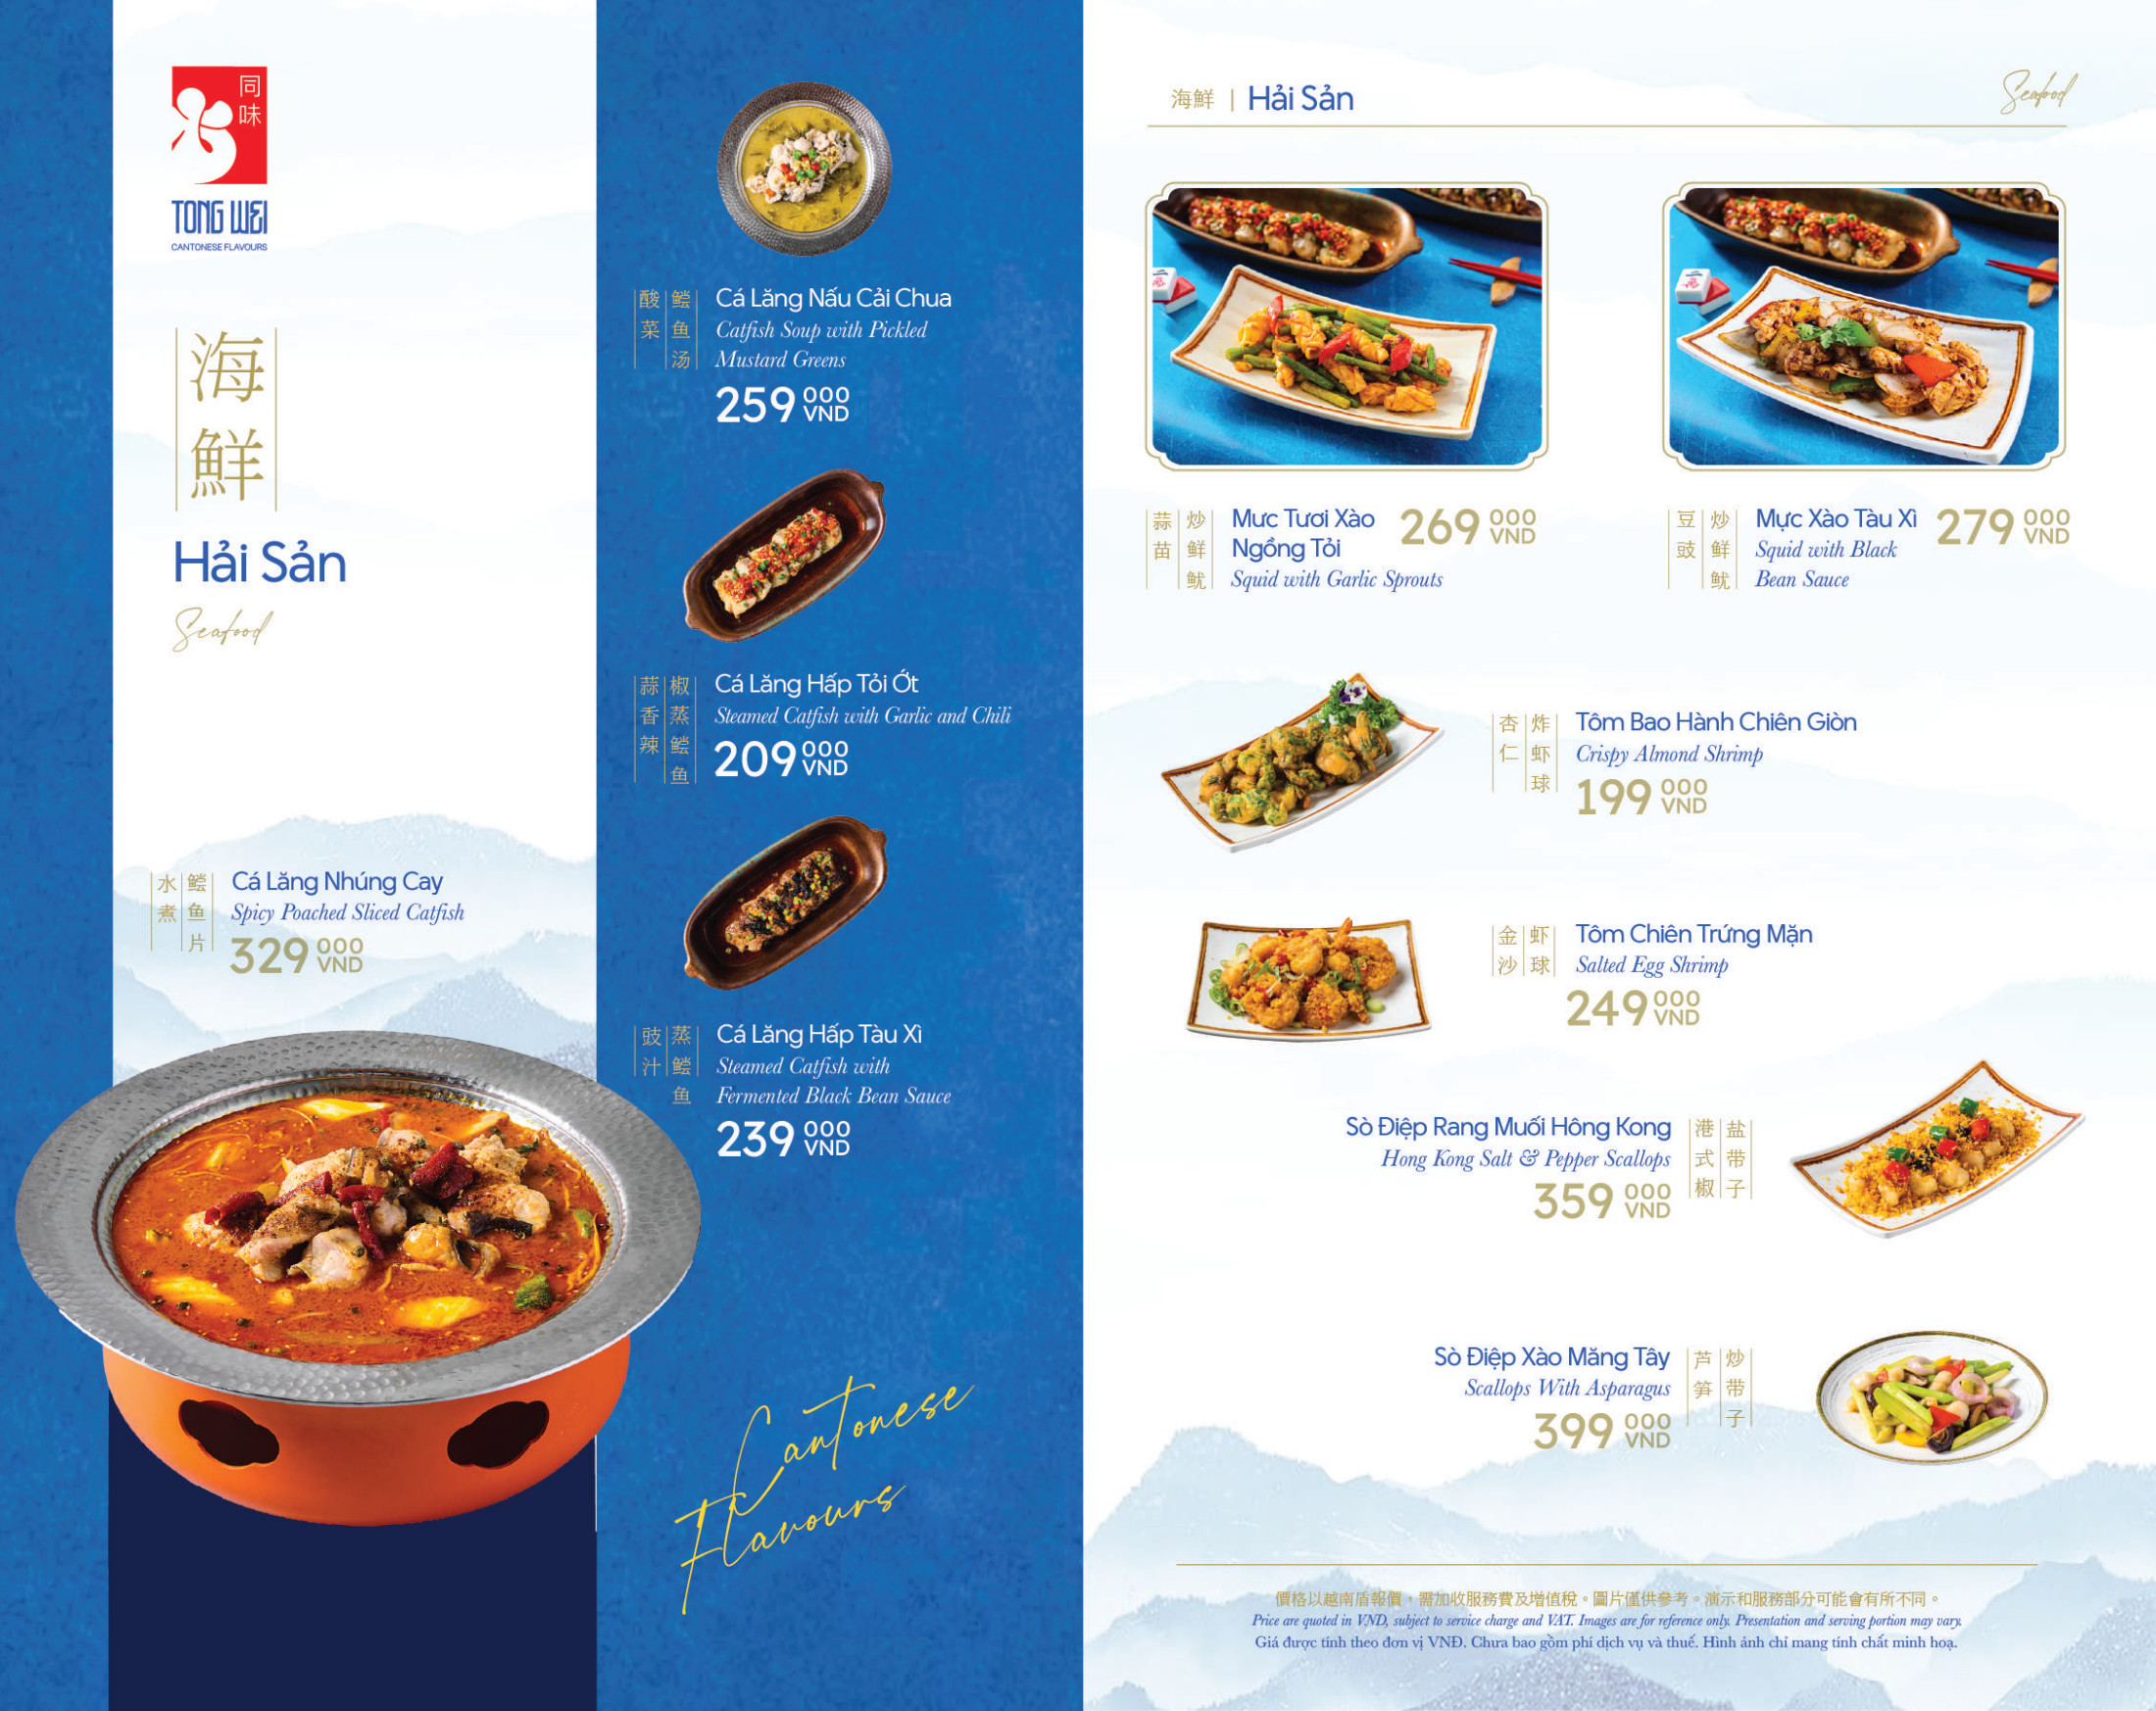 同味
TONG WEI
CANTONESE FLAVOURS
海鮮
Hải Sản
Seafood
水煮
鲿鱼片
Cá Lăng Nhúng Cay
Spicy Poached Sliced Catfish
329 000 VND
酸菜
鲿鱼汤
Cá Lăng Nấu Cải Chua
Catfish Soup with Pickled
Mustard Greens
259 000 VND
蒜香辣
椒蒸鲿鱼
Cá Lăng Hấp Tỏi Ớt
Steamed Catfish with Garlic and Chili
209 000 VND
豉汁
蒸鲿鱼
Cá Lăng Hấp Tàu Xì
Steamed Catfish with
Fermented Black Bean Sauce
239 000 VND
Cantonese
Flavours
海鮮 | Hải Sản
Seafood
蒜苗
炒鲜鱿
Mưc Tươi Xào
Ngồng Tỏi
Squid with Garlic Sprouts
269 000 VND
豆豉
炒鲜鱿
Mực Xào Tàu Xì
Squid with Black
Bean Sauce
279 000 VND
杏仁
炸虾球
Tôm Bao Hành Chiên Giòn
Crispy Almond Shrimp
199 000 VND
金沙
虾球
Tôm Chiên Trứng Mặn
Salted Egg Shrimp
249 000 VND
Sò Điệp Rang Muối Hông Kong
Hong Kong Salt & Pepper Scallops
359 000 VND
港式椒
盐带子
Sò Điệp Xào Măng Tây
Scallops With Asparagus
399 000 VND
芦笋
炒带子
價格以越南盾報價，需加收服務費及增值稅。圖片僅供參考。演示和服務部分可能會有所不同。
Price are quoted in VND, subject to service charge and VAT. Images are for reference only. Presentation and serving portion may vary.
Giá được tính theo đơn vị VNĐ. Chưa bao gồm phí dịch vụ và thuế. Hình ảnh chỉ mang tính chất minh hoạ.